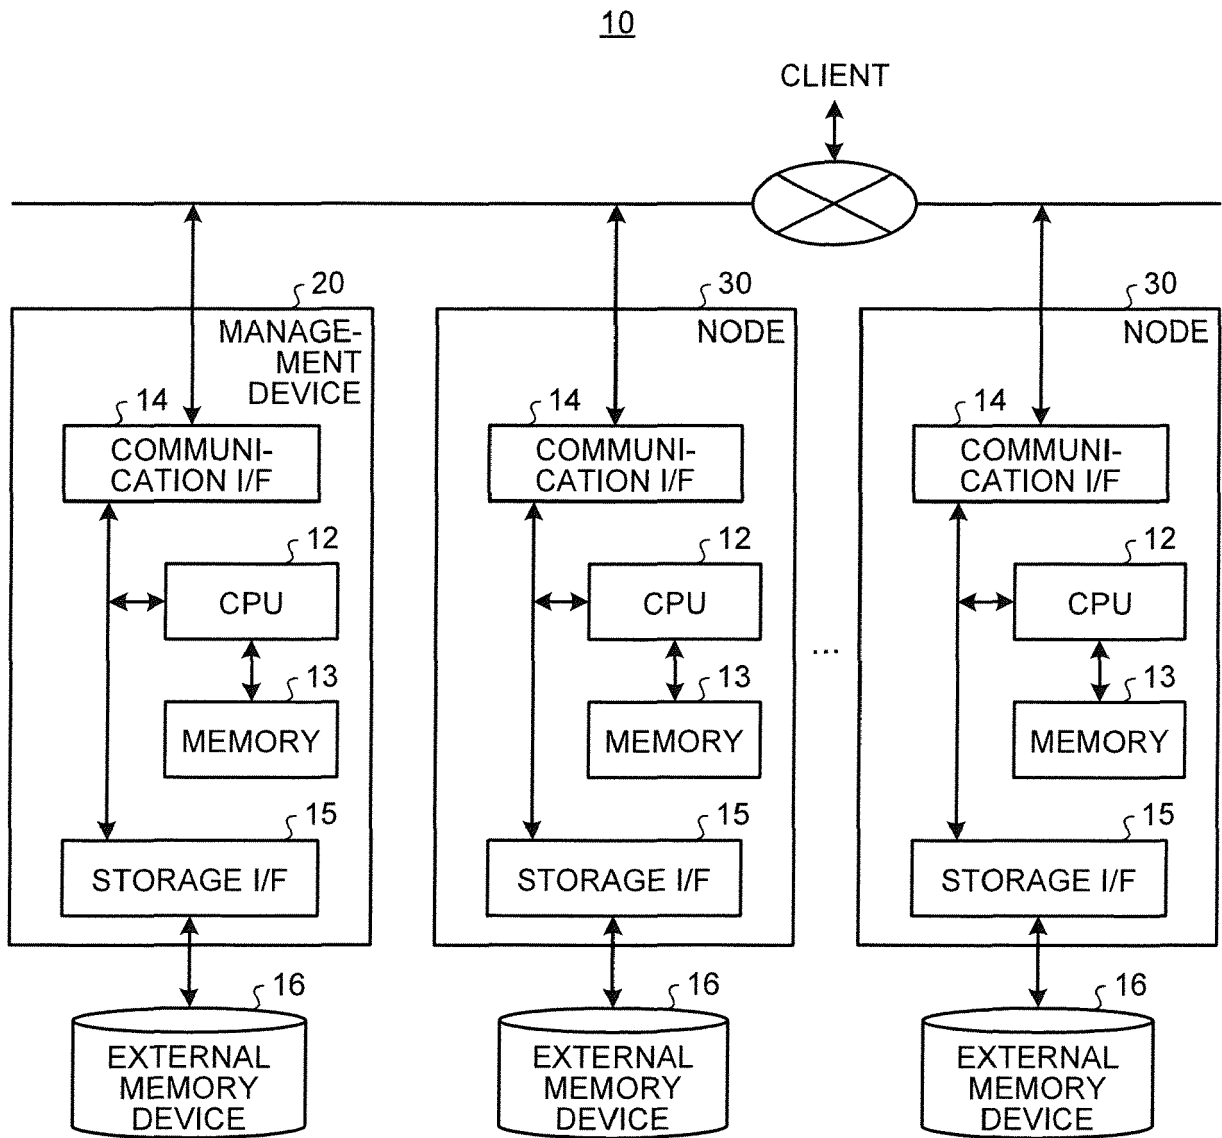 10
CLIENT
20
MANAGE-
MENT
DEVICE
14
COMMUNI-
CATION I/F
12
CPU
13
MEMORY
15
STORAGE I/F
16
EXTERNAL
MEMORY
DEVICE
30
NODE
14
COMMUNI-
CATION I/F
12
CPU
13
MEMORY
15
STORAGE I/F
16
EXTERNAL
MEMORY
DEVICE
...
30
NODE
14
COMMUNI-
CATION I/F
12
CPU
13
MEMORY
15
STORAGE I/F
16
EXTERNAL
MEMORY
DEVICE